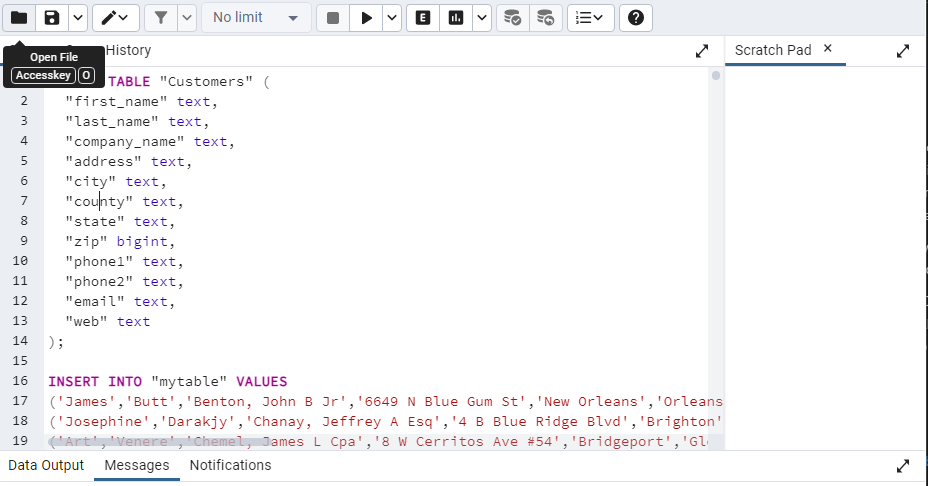 No limit
E
History
Scratch Pad ×
Open File
Accesskey O
TABLE "Customers" (
2 "first_name" text,
3 "last_name" text,
4 "company_name" text,
5 "address" text,
6 "city" text,
7 "county" text,
8 "state" text,
9 "zip" bigint,
10 "phone1" text,
11 "phone2" text,
12 "email" text,
13 "web" text
14 );
15
16 INSERT INTO "mytable" VALUES
17 ('James','Butt','Benton, John B Jr','6649 N Blue Gum St','New Orleans','Orleans
18 ('Josephine','Darakjy','Chanay, Jeffrey A Esq','4 B Blue Ridge Blvd','Brighton'
19 ('Art','Venere','Chemel, James L Cpa','8 W Cerritos Ave #54','Bridgeport','Glo
Data Output Messages Notifications